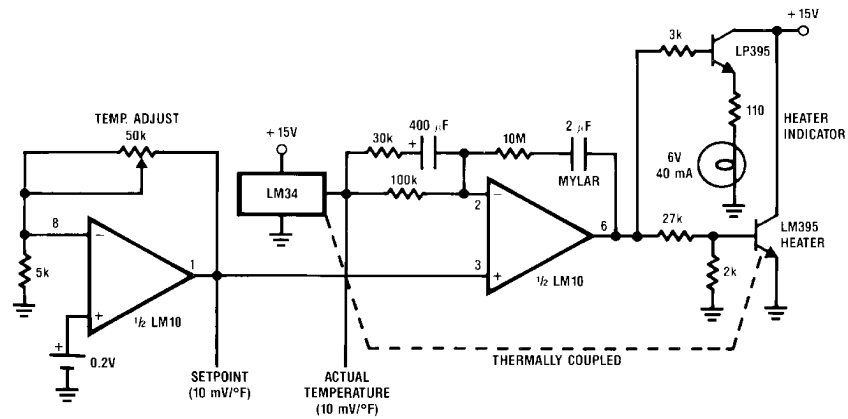 + 15V
3k
LP395
TEMP. ADJUST
50k
400 μF
+ 15V
30k
+
10M
2 μF
110
HEATER
INDICATOR
LM34
MYLAR
6V
40 mA
100k
8
−
2
−
6
27k
LM395
HEATER
5k
1
3
+
2k
½ LM10
+
½ LM10
+
0.2V
THERMALLY COUPLED
SETPOINT
(10 mV/°F)
ACTUAL
TEMPERATURE
(10 mV/°F)